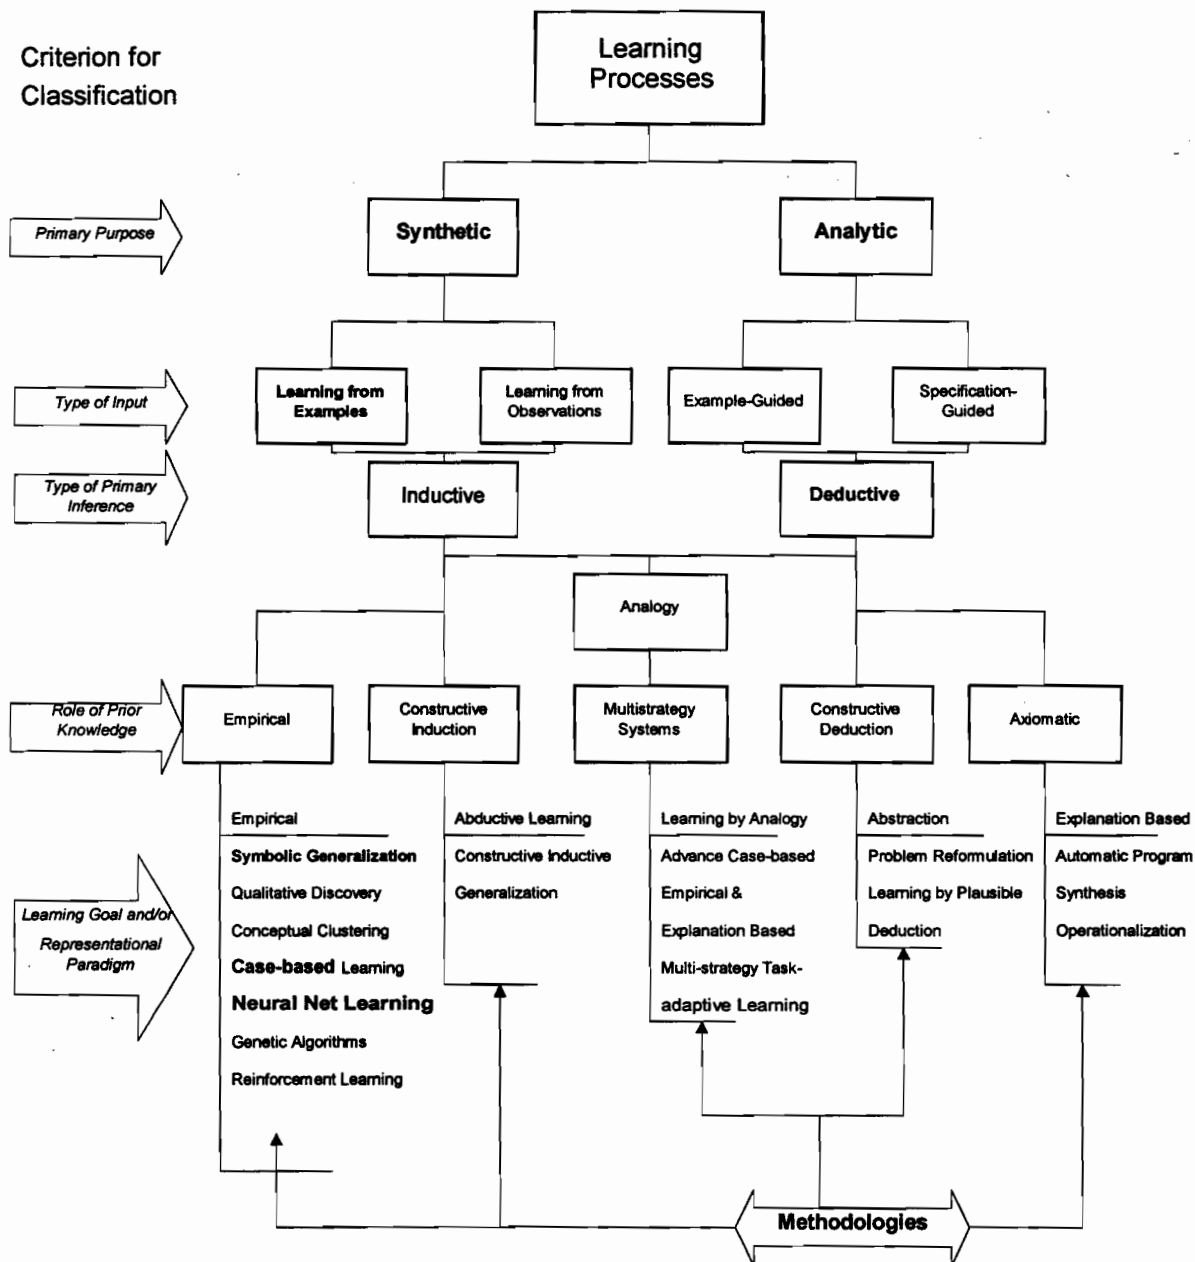 Criterion for
Classification
Learning
Processes
Primary Purpose
Synthetic
Analytic
Type of Input
Learning from
Examples
Learning from
Observations
Example-Guided
Specification-
Guided
Type of Primary
Inference
Inductive
Deductive
Analogy
Role of Prior
Knowledge
Empirical
Constructive
Induction
Multistrategy
Systems
Constructive
Deduction
Axiomatic
Learning Goal and/or
Representational
Paradigm
Empirical
Symbolic Generalization
Qualitative Discovery
Conceptual Clustering
Case-based Learning
Neural Net Learning
Genetic Algorithms
Reinforcement Learning
Abductive Learning
Constructive Inductive
Generalization
Learning by Analogy
Advance Case-based
Empirical &
Explanation Based
Multi-strategy Task-
adaptive Learning
Abstraction
Problem Reformulation
Learning by Plausible
Deduction
Explanation Based
Automatic Program
Synthesis
Operationalization
Methodologies